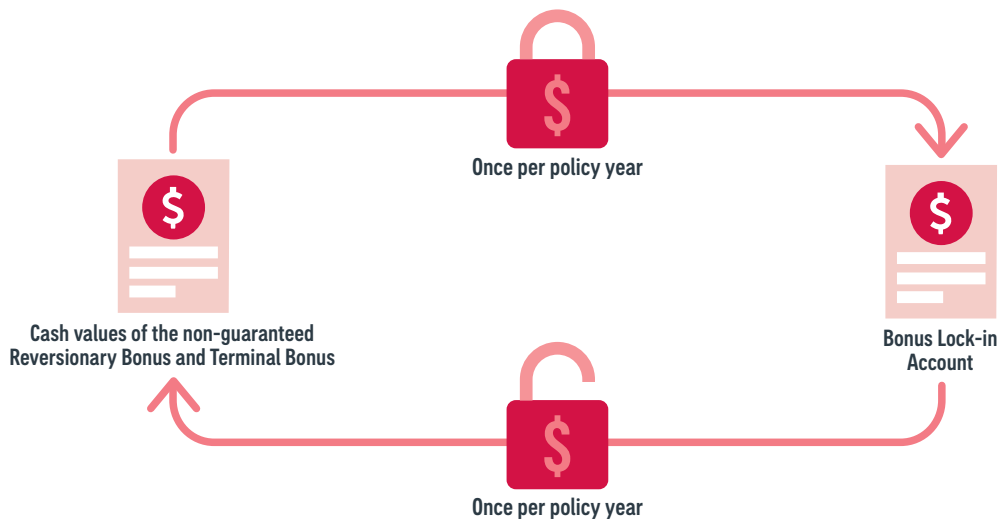 $
Once per policy year
$
$
Cash values of the non-guaranteed
Reversionary Bonus and Terminal Bonus
Bonus Lock-in
Account
$
Once per policy year